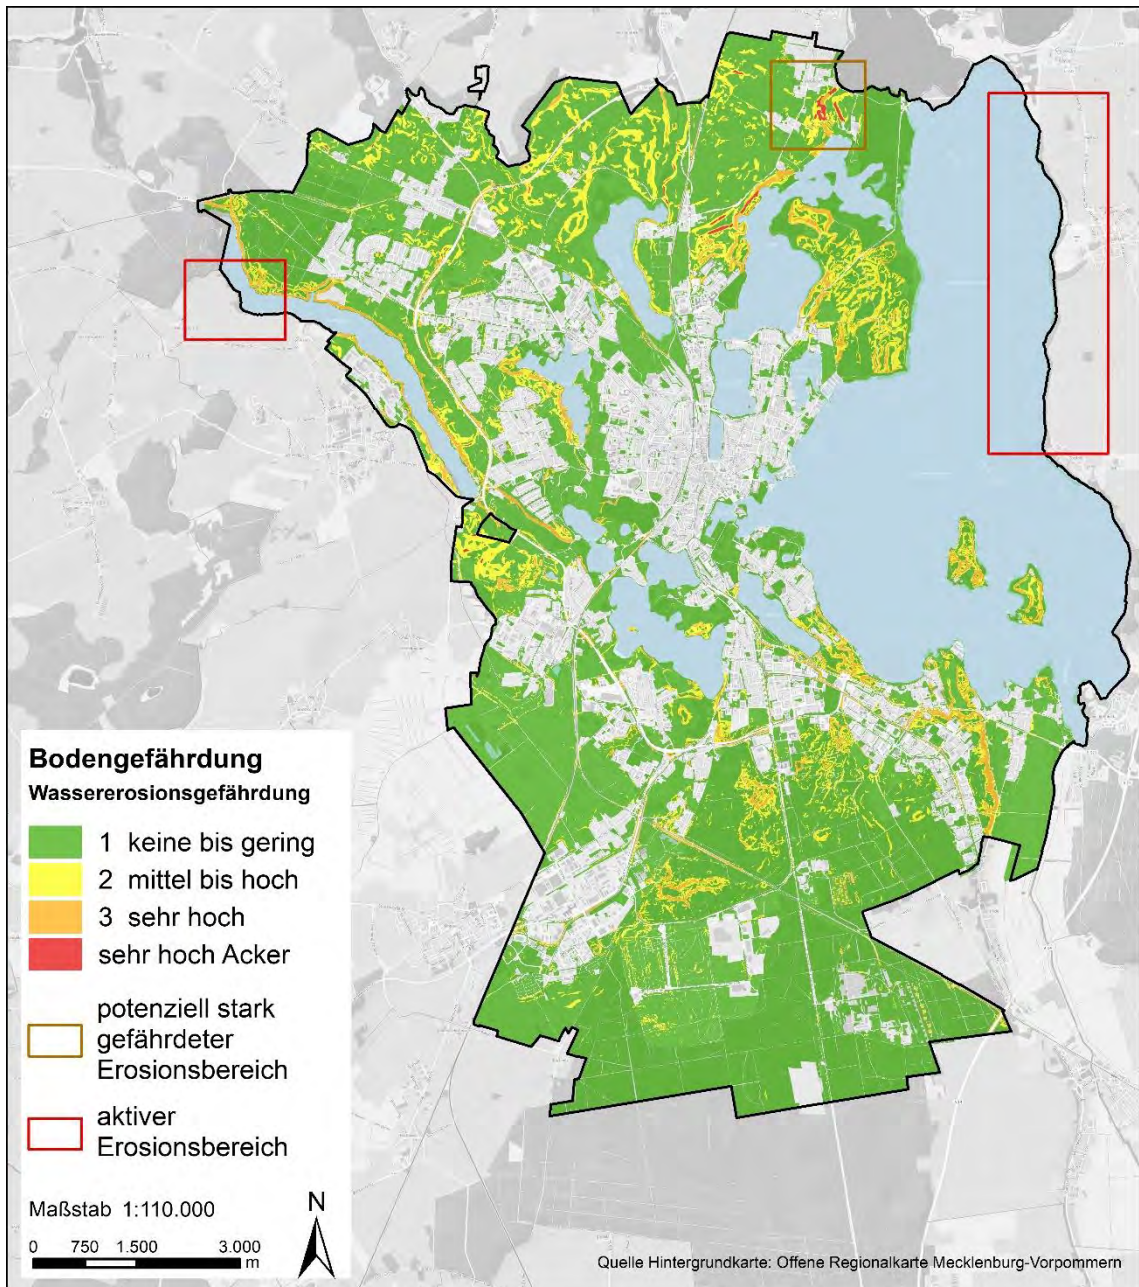 Bodengefährdung
Wassererosionsgefährdung
1 keine bis gering
2 mittel bis hoch
3 sehr hoch
sehr hoch Acker
potenziell stark
gefährdeter
Erosionsbereich
aktiver
Erosionsbereich
Maßstab 1:110.000
N
0 750 1.500 3.000
m
Quelle Hintergrundkarte: Offene Regionalkarte Mecklenburg-Vorpommern